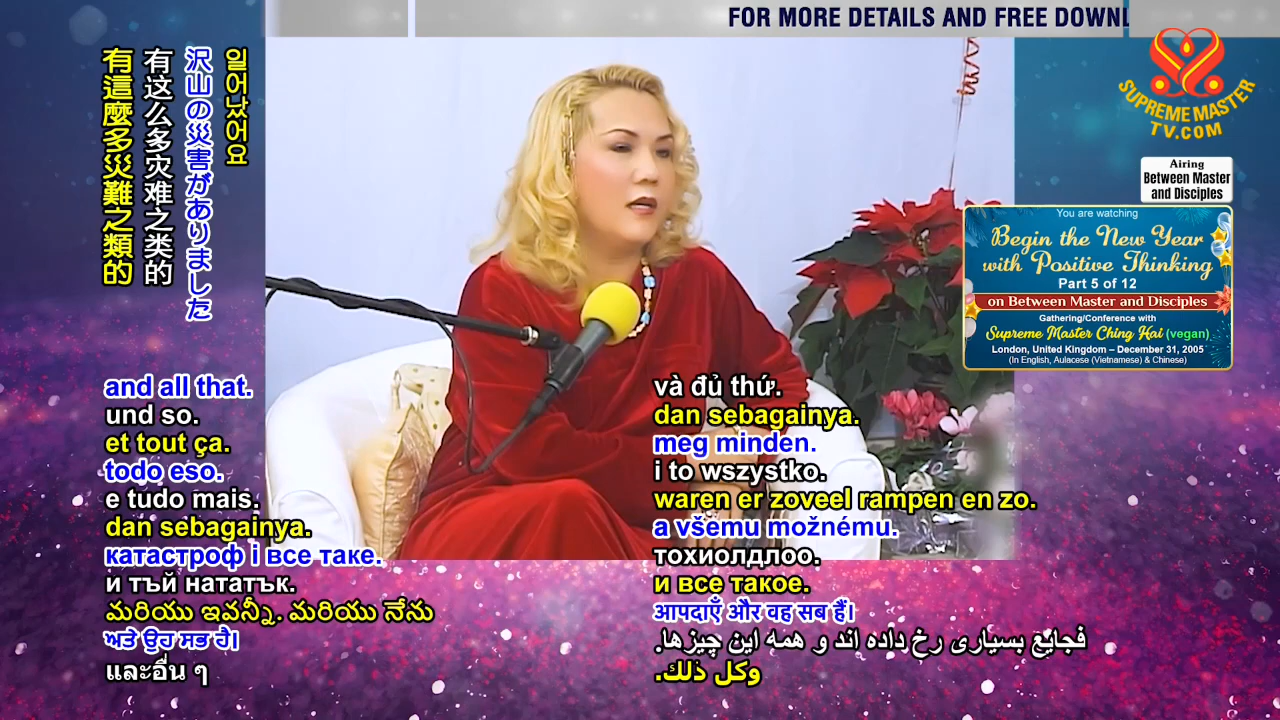 FOR MORE DETAILS AND FREE DOWNL
SUPREME MASTER
TV.COM
Airing
Between Master
and Disciples
You are watching
Begin the New Year
with Positive Thinking
Part 5 of 12
on Between Master and Disciples
Gathering/Conference with
Supreme Master Ching Hai (vegan)
London, United Kingdom – December 31, 2005
(In English, Aulacese (Vietnamese) & Chinese)
일어났어요
沢山の災害がありました
有这么多灾难之类的
有這麼多災難之類的
and all that.
und so.
et tout ça.
todo eso.
e tudo mais.
dan sebagainya.
катастроф і все таке.
и тъй нататък.
మరియు ఇవన్నీ. మరియు నేను
ਅਤੇ ਉਹ ਸਭ ਹੈ।
และอื่น ๆ
và đủ thứ.
dan sebagainya.
meg minden.
i to wszystko.
waren er zoveel rampen en zo.
a všemu možnému.
тохиолдлоо.
и все такое.
आपदाएँ और वह सब हैं।
فجایع بسیاری رخ داده اند و همه این چیزها.
وكل ذلك.